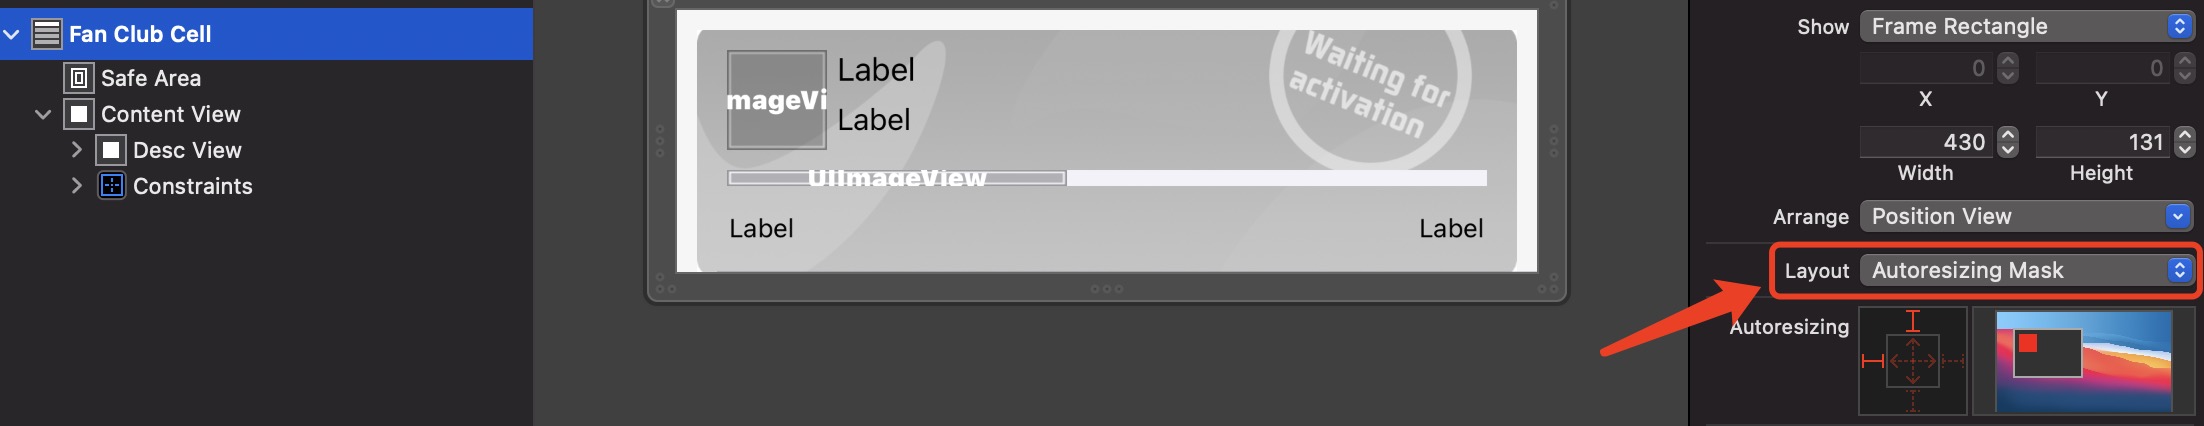 Fan Club Cell
Safe Area
Content View
Desc View
Constraints
mageVi
Label
Label
Waiting for
activation
UIImageView
Label
Label
Show
Frame Rectangle
0
0
X
Y
430
131
Width
Height
Arrange
Position View
Layout
Autoresizing Mask
Autoresizing